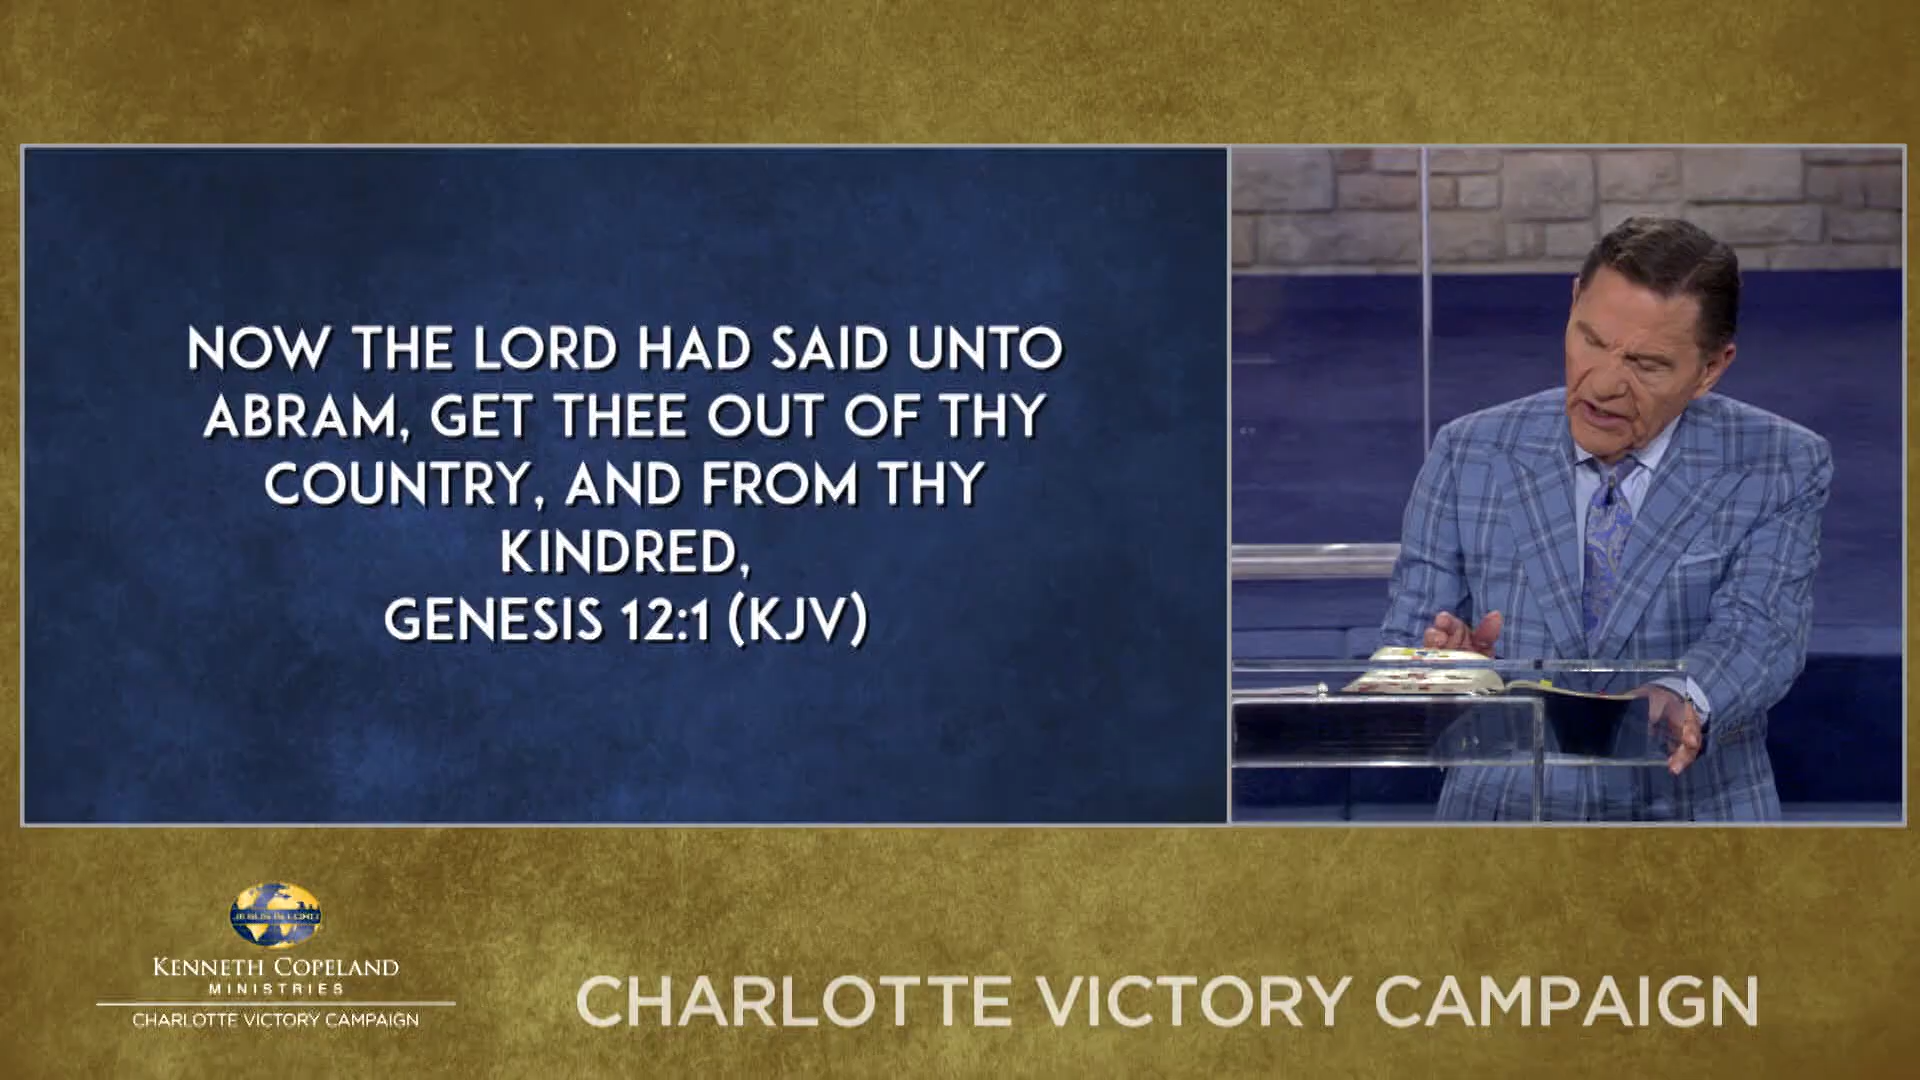 NOW THE LORD HAD SAID UNTO
ABRAM, GET THEE OUT OF THY
COUNTRY, AND FROM THY
KINDRED,
GENESIS 12:1 (KJV)
KENNETH COPELAND
MINISTRIES
CHARLOTTE VICTORY CAMPAIGN
CHARLOTTE VICTORY CAMPAIGN